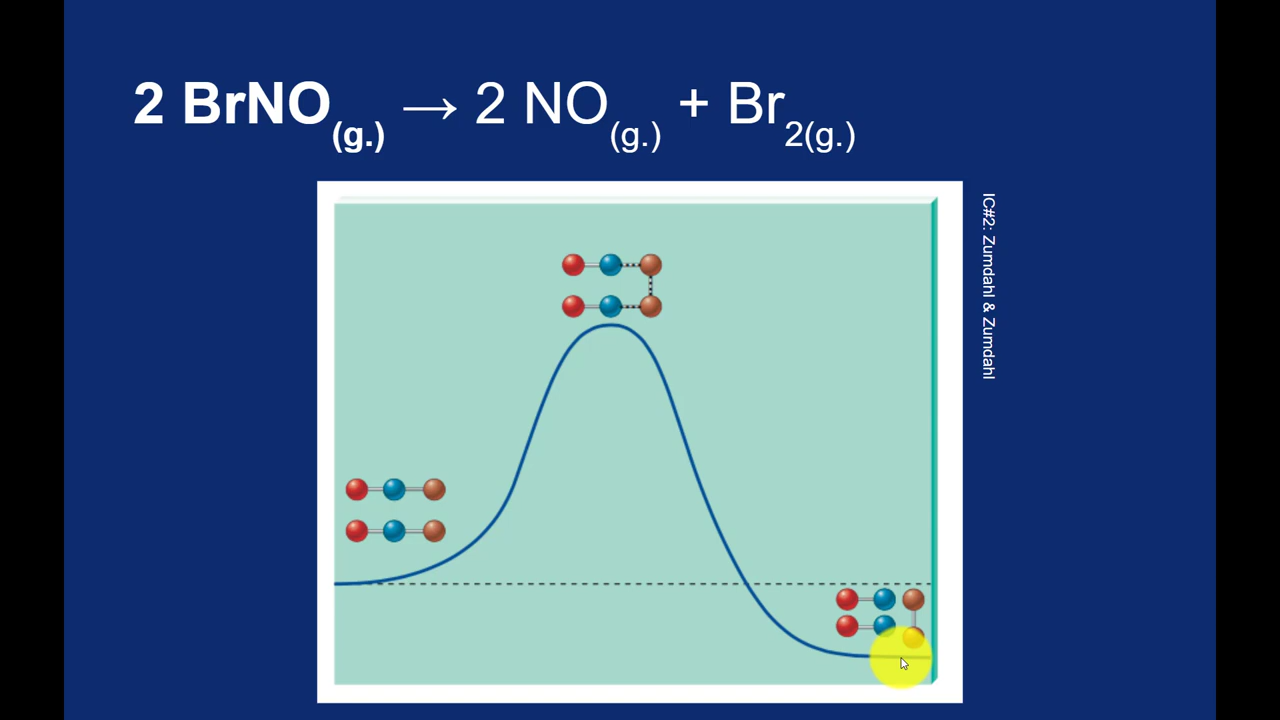 2 BrNO(g.) → 2 NO(g.) + Br2(g.)
IC#2: Zumdahl & Zumdahl